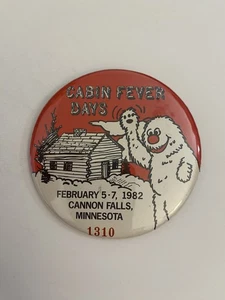 CABIN FEVER
DAYS
FEBRUARY 5-7, 1982
CANNON FALLS,
MINNESOTA
1310